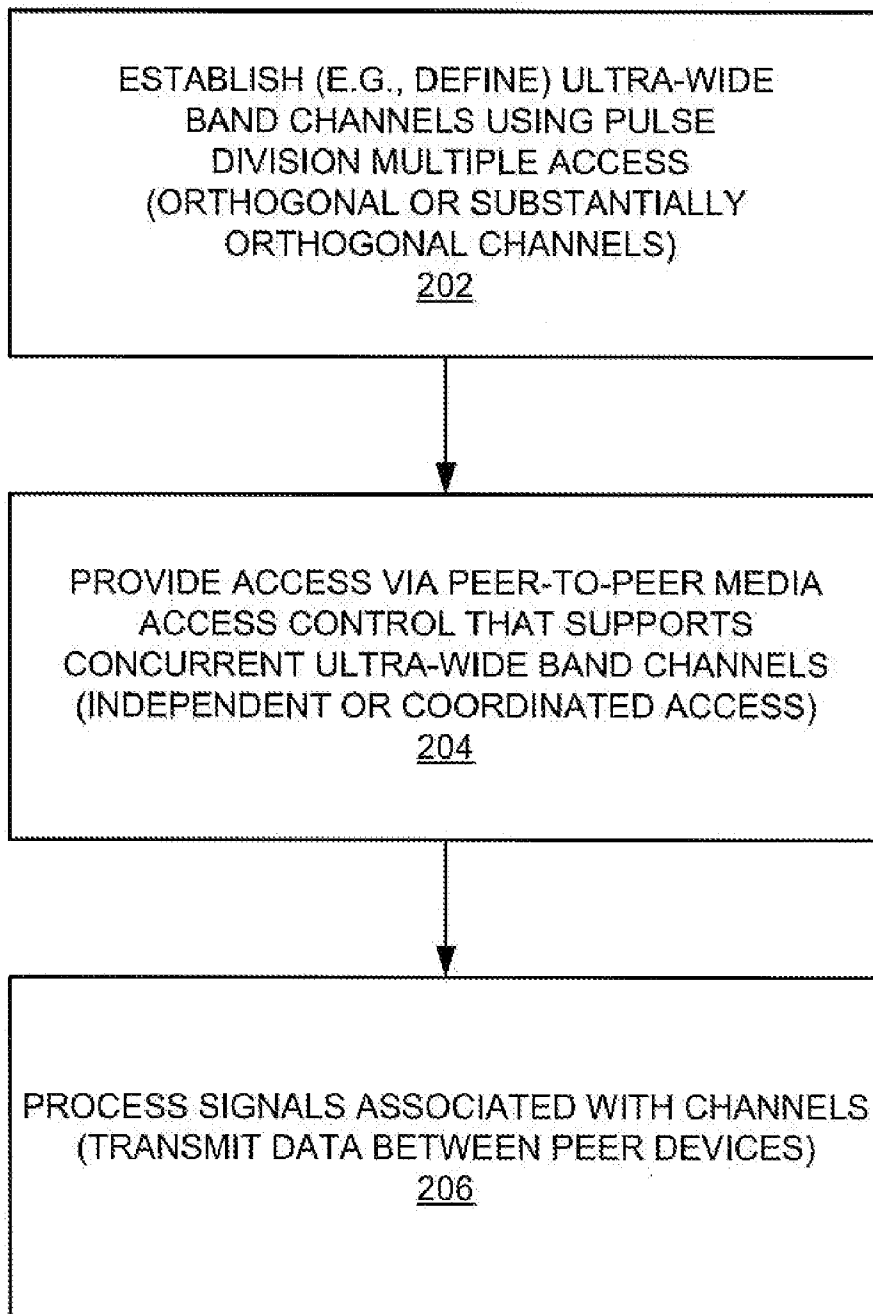 ESTABLISH (E.G., DEFINE) ULTRA-WIDE
BAND CHANNELS USING PULSE
DIVISION MULTIPLE ACCESS
(ORTHOGONAL OR SUBSTANTIALLY
ORTHOGONAL CHANNELS)
202
PROVIDE ACCESS VIA PEER-TO-PEER MEDIA
ACCESS CONTROL THAT SUPPORTS
CONCURRENT ULTRA-WIDE BAND CHANNELS
(INDEPENDENT OR COORDINATED ACCESS)
204
PROCESS SIGNALS ASSOCIATED WITH CHANNELS
(TRANSMIT DATA BETWEEN PEER DEVICES)
206